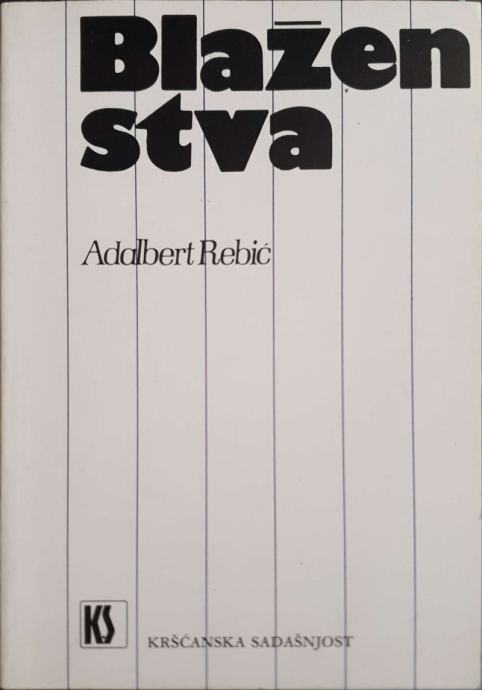 Blažen
stva
Adalbert Rebić
KS
KRŠĆANSKA SADAŠNJOST